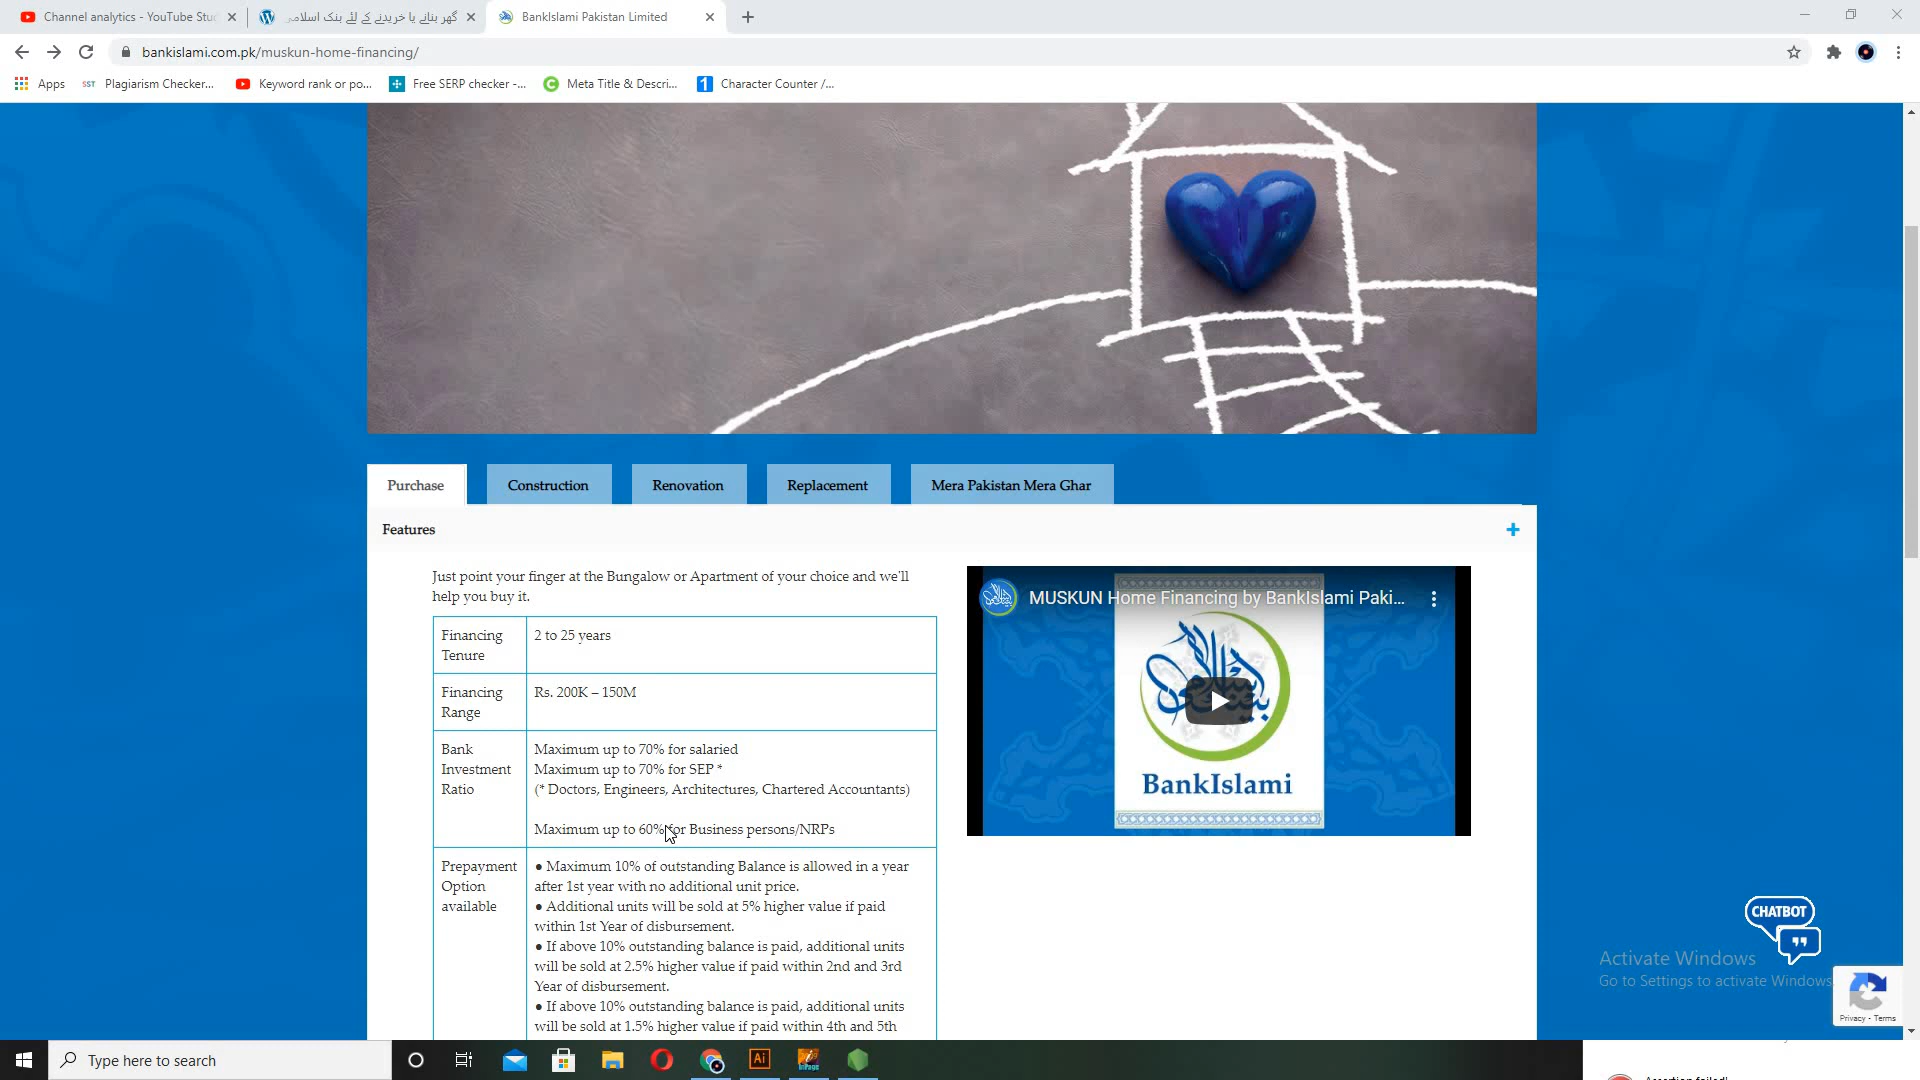 Channel analytics - YouTube Stu
گھر بنانے یا خریدنے کے لئے بنک اسلامی
BankIslami Pakistan Limited
bankislami.com.pk/muskun-home-financing/
Apps
SST
Plagiarism Checker...
Keyword rank or po...
Free SERP checker -...
Meta Title & Descri...
1
Character Counter /...
Purchase
Construction
Renovation
Replacement
Mera Pakistan Mera Ghar
Features
+
Just point your finger at the Bungalow or Apartment of your choice and we'll
help you buy it.
Financing
Tenure
2 to 25 years
Financing
Range
Rs. 200K – 150M
Bank
Investment
Ratio
Maximum up to 70% for salaried
Maximum up to 70% for SEP *
(* Doctors, Engineers, Architectures, Chartered Accountants)
Maximum up to 60% for Business persons/NRPs
Prepayment
Option
available
● Maximum 10% of outstanding Balance is allowed in a year
after 1st year with no additional unit price.
● Additional units will be sold at 5% higher value if paid
within 1st Year of disbursement.
● If above 10% outstanding balance is paid, additional units
will be sold at 2.5% higher value if paid within 2nd and 3rd
Year of disbursement.
● If above 10% outstanding balance is paid, additional units
will be sold at 1.5% higher value if paid within 4th and 5th
MUSKUN Home Financing by BankIslami Paki...
BankIslami
CHATBOT
Activate Windows
Go to Settings to activate Windows.
Privacy - Terms
Type here to search
Ai